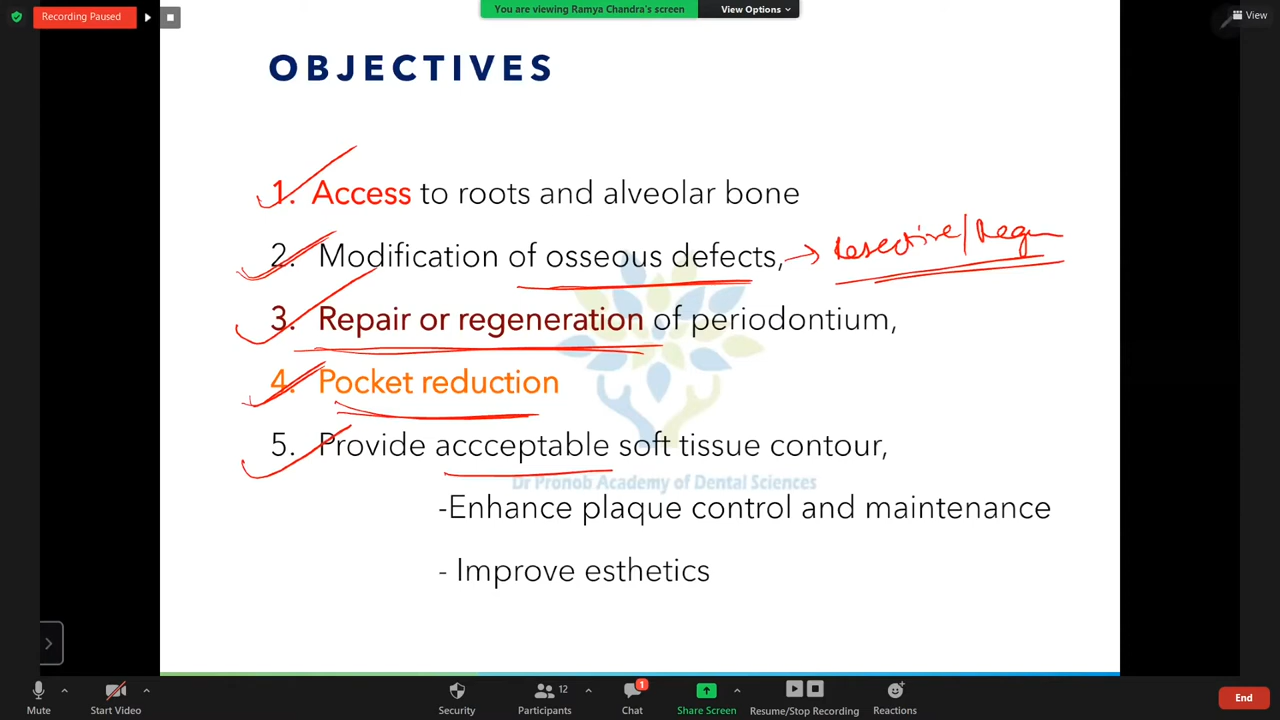 Recording Paused
You are viewing Ramya Chandra's screen
View Options
View
OBJECTIVES
1. Access to roots and alveolar bone
2. Modification of osseous defects, → Resective/Regen
3. Repair or regeneration of periodontium,
4. Pocket reduction
5. Provide accceptable soft tissue contour,
Dr Pronob Academy of Dental Sciences
-Enhance plaque control and maintenance
- Improve esthetics
Mute
Start Video
Security
12
Participants
1
Chat
Share Screen
Resume/Stop Recording
Reactions
End